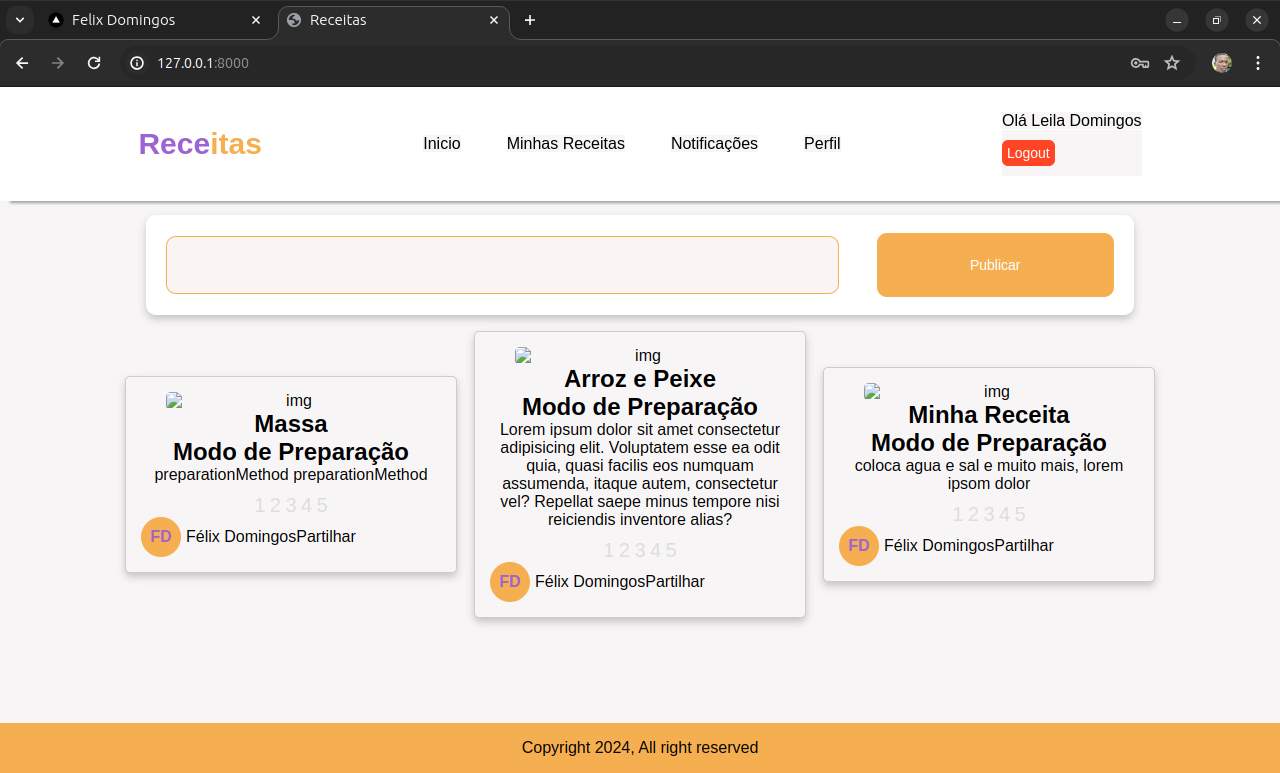 Felix Domingos
Receitas
127.0.0.1:8000
Receitas
Inicio
Minhas Receitas
Notificações
Perfil
Olá Leila Domingos
Logout
Publicar
img
Massa
Modo de Preparação
preparationMethod preparationMethod
1 2 3 4 5
FD
Félix DomingosPartilhar
img
Arroz e Peixe
Modo de Preparação
Lorem ipsum dolor sit amet consectetur
adipisicing elit. Voluptatem esse ea odit
quia, quasi facilis eos numquam
assumenda, itaque autem, consectetur
vel? Repellat saepe minus tempore nisi
reiciendis inventore alias?
1 2 3 4 5
FD
Félix DomingosPartilhar
img
Minha Receita
Modo de Preparação
coloca agua e sal e muito mais, lorem
ipsom dolor
1 2 3 4 5
FD
Félix DomingosPartilhar
Copyright 2024, All right reserved